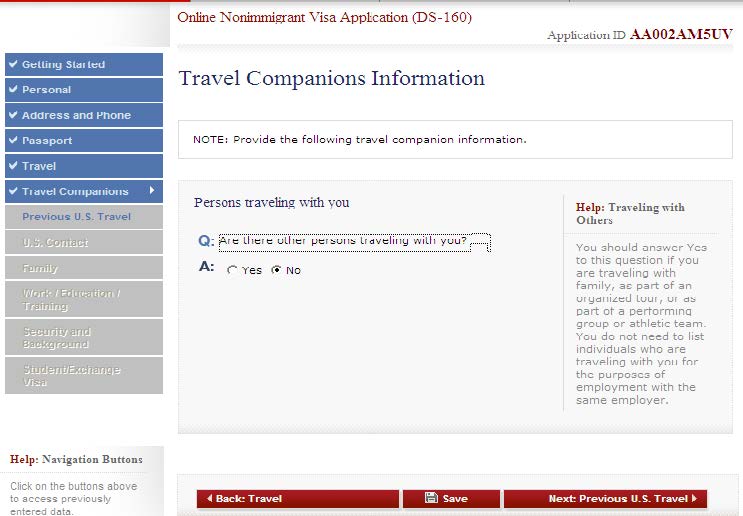 Online Nonimmigrant Visa Application (DS-160)
Application ID AA002AM5UV
Getting Started
Personal
Address and Phone
Passport
Travel
Travel Companions
Previous U.S. Travel
U.S. Contact
Family
Work / Education /
Training
Security and
Background
Student/Exchange
Visa
Help: Navigation Buttons
Click on the buttons above
to access previously
entered data.
Travel Companions Information
NOTE: Provide the following travel companion information.
Persons traveling with you
Q: Are there other persons traveling with you?
A: Yes No
Help: Traveling with
Others
You should answer Yes
to this question if you
are traveling with
family, as part of an
organized tour, or as
part of a performing
group or athletic team.
You do not need to list
individuals who are
traveling with you for
the purposes of
employment with the
same employer.
Back: Travel
Save
Next: Previous U.S. Travel